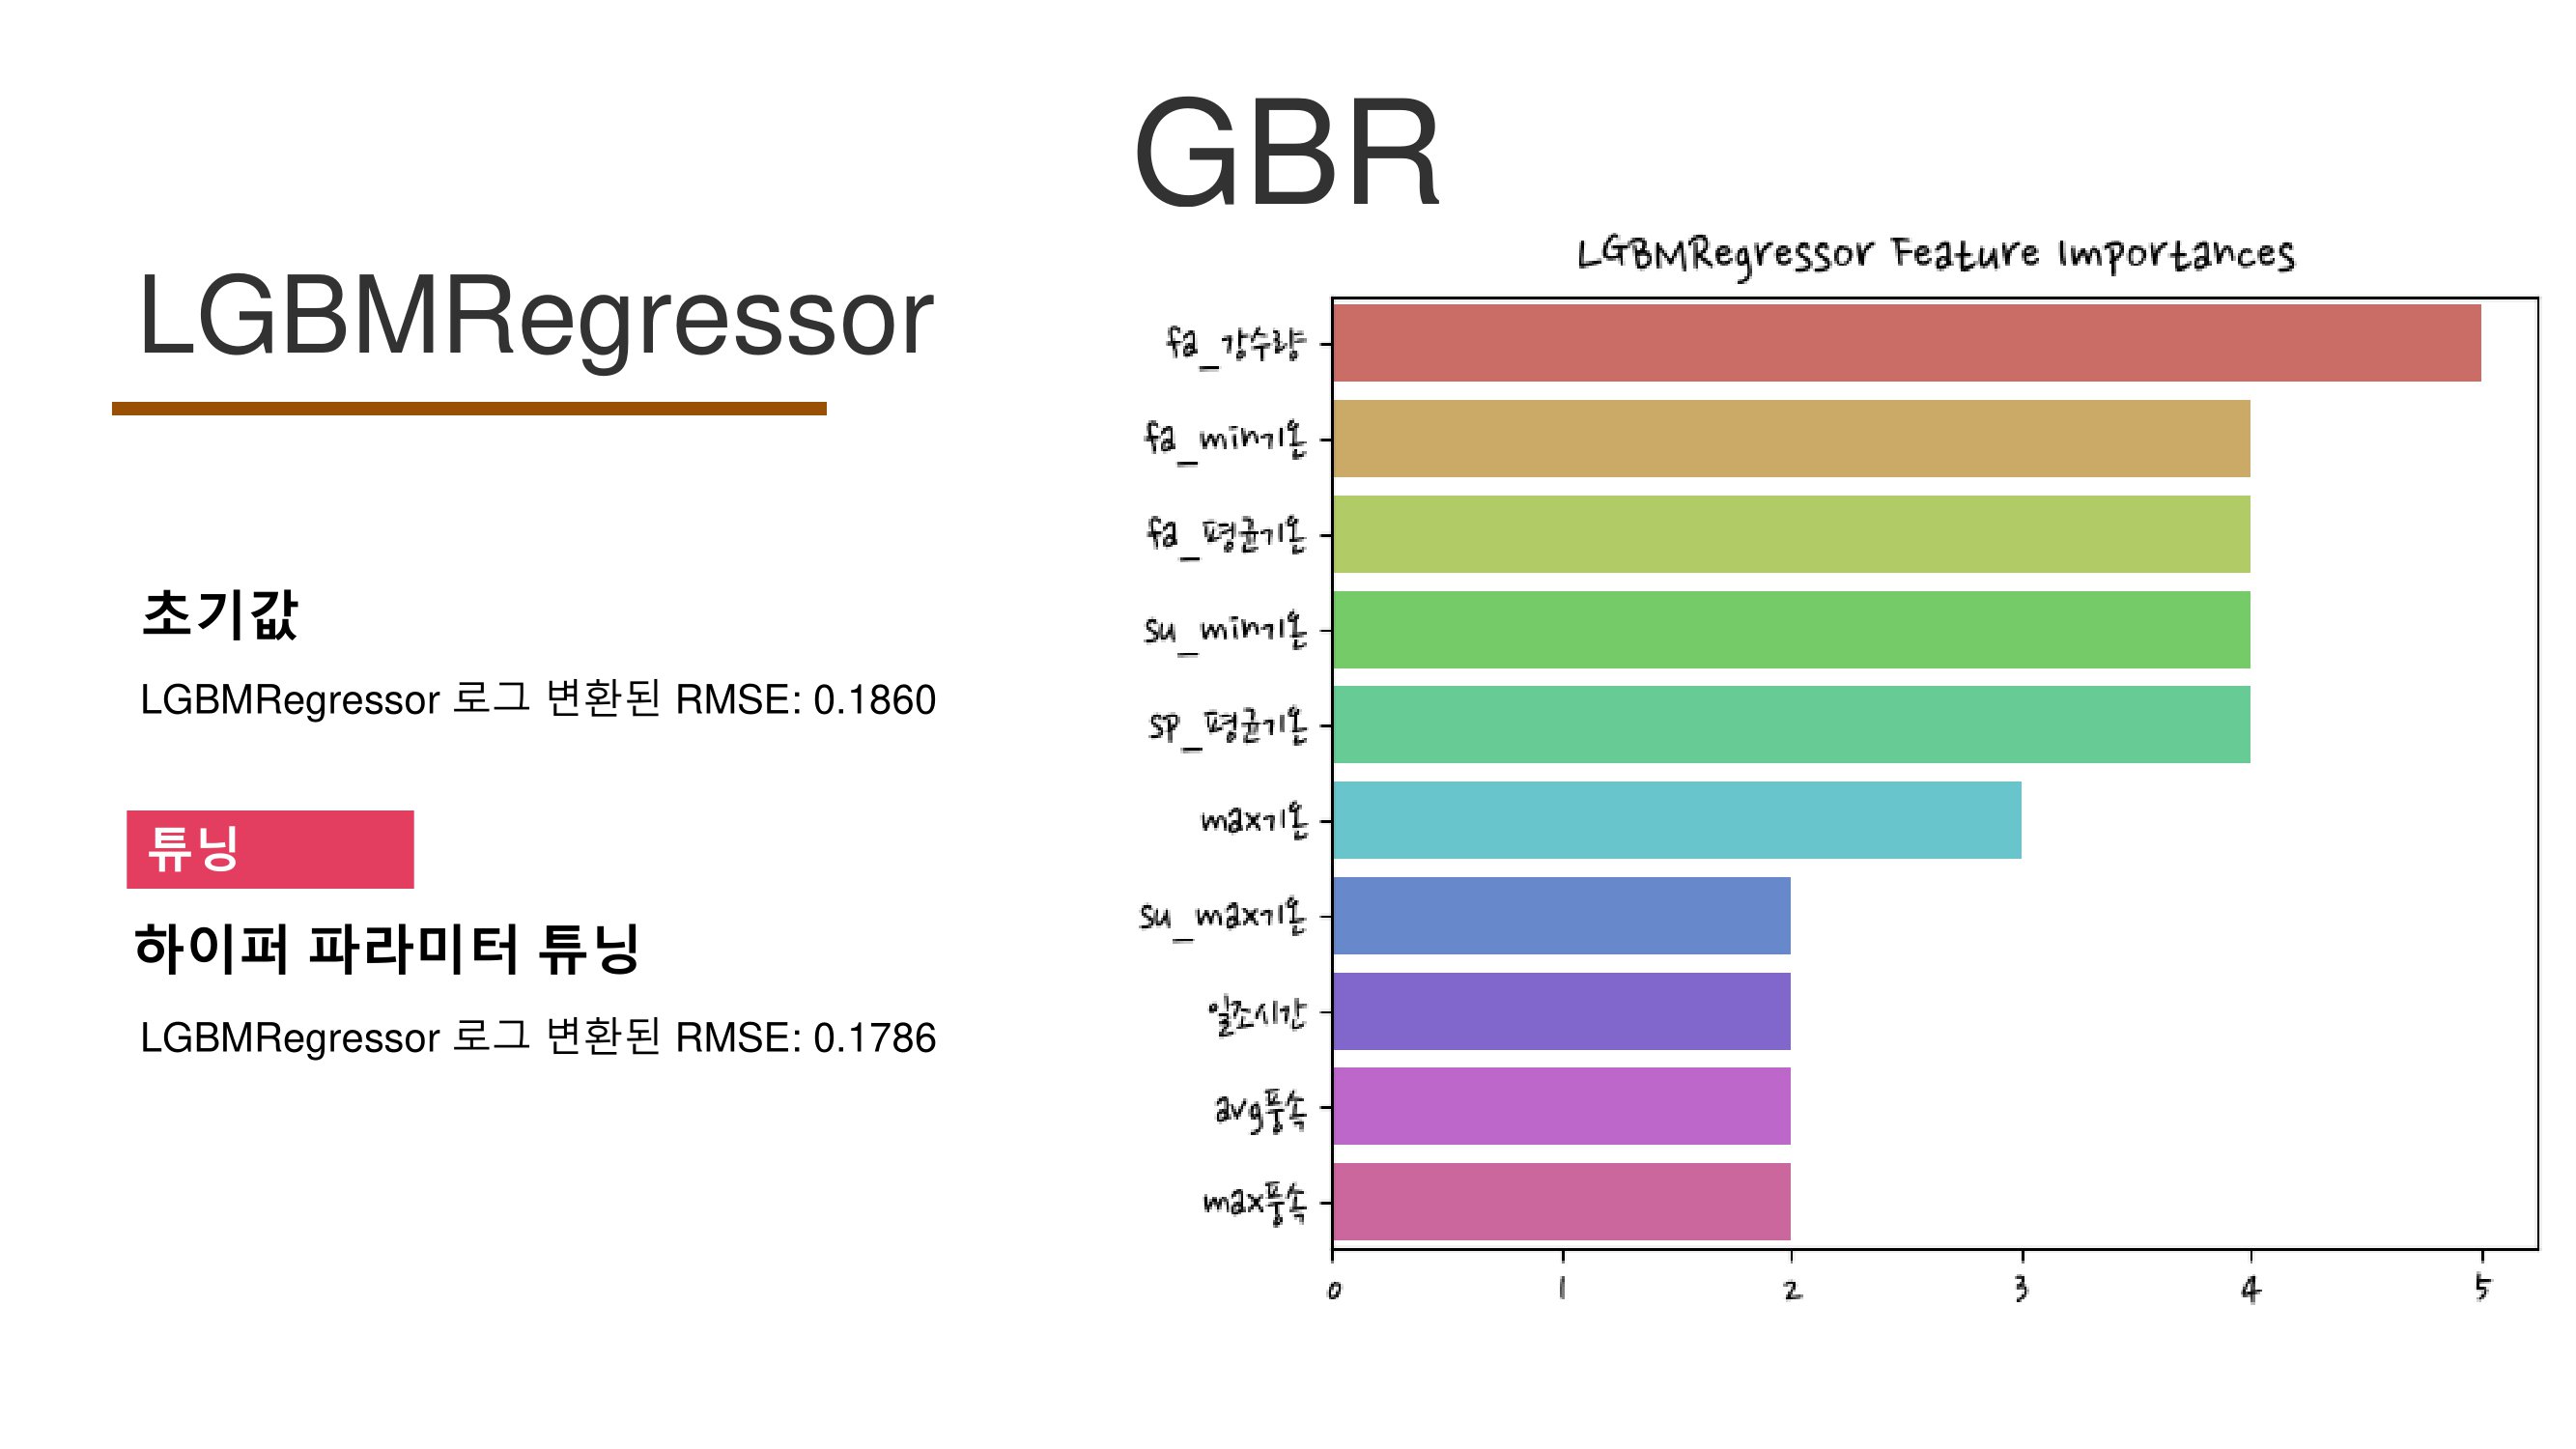 GBR
LGBMRegressor
초기값
LGBMRegressor 로그 변환된 RMSE: 0.1860
튜닝
하이퍼 파라미터 튜닝
LGBMRegressor 로그 변환된 RMSE: 0.1786
LGBMRegressor Feature Importances
fa_강수량
fa_min기온
fa_평균기온
su_min기온
sp_평균기온
max기온
su_max기온
일조시간
avg풍속
max풍속
0 1 2 3 4 5